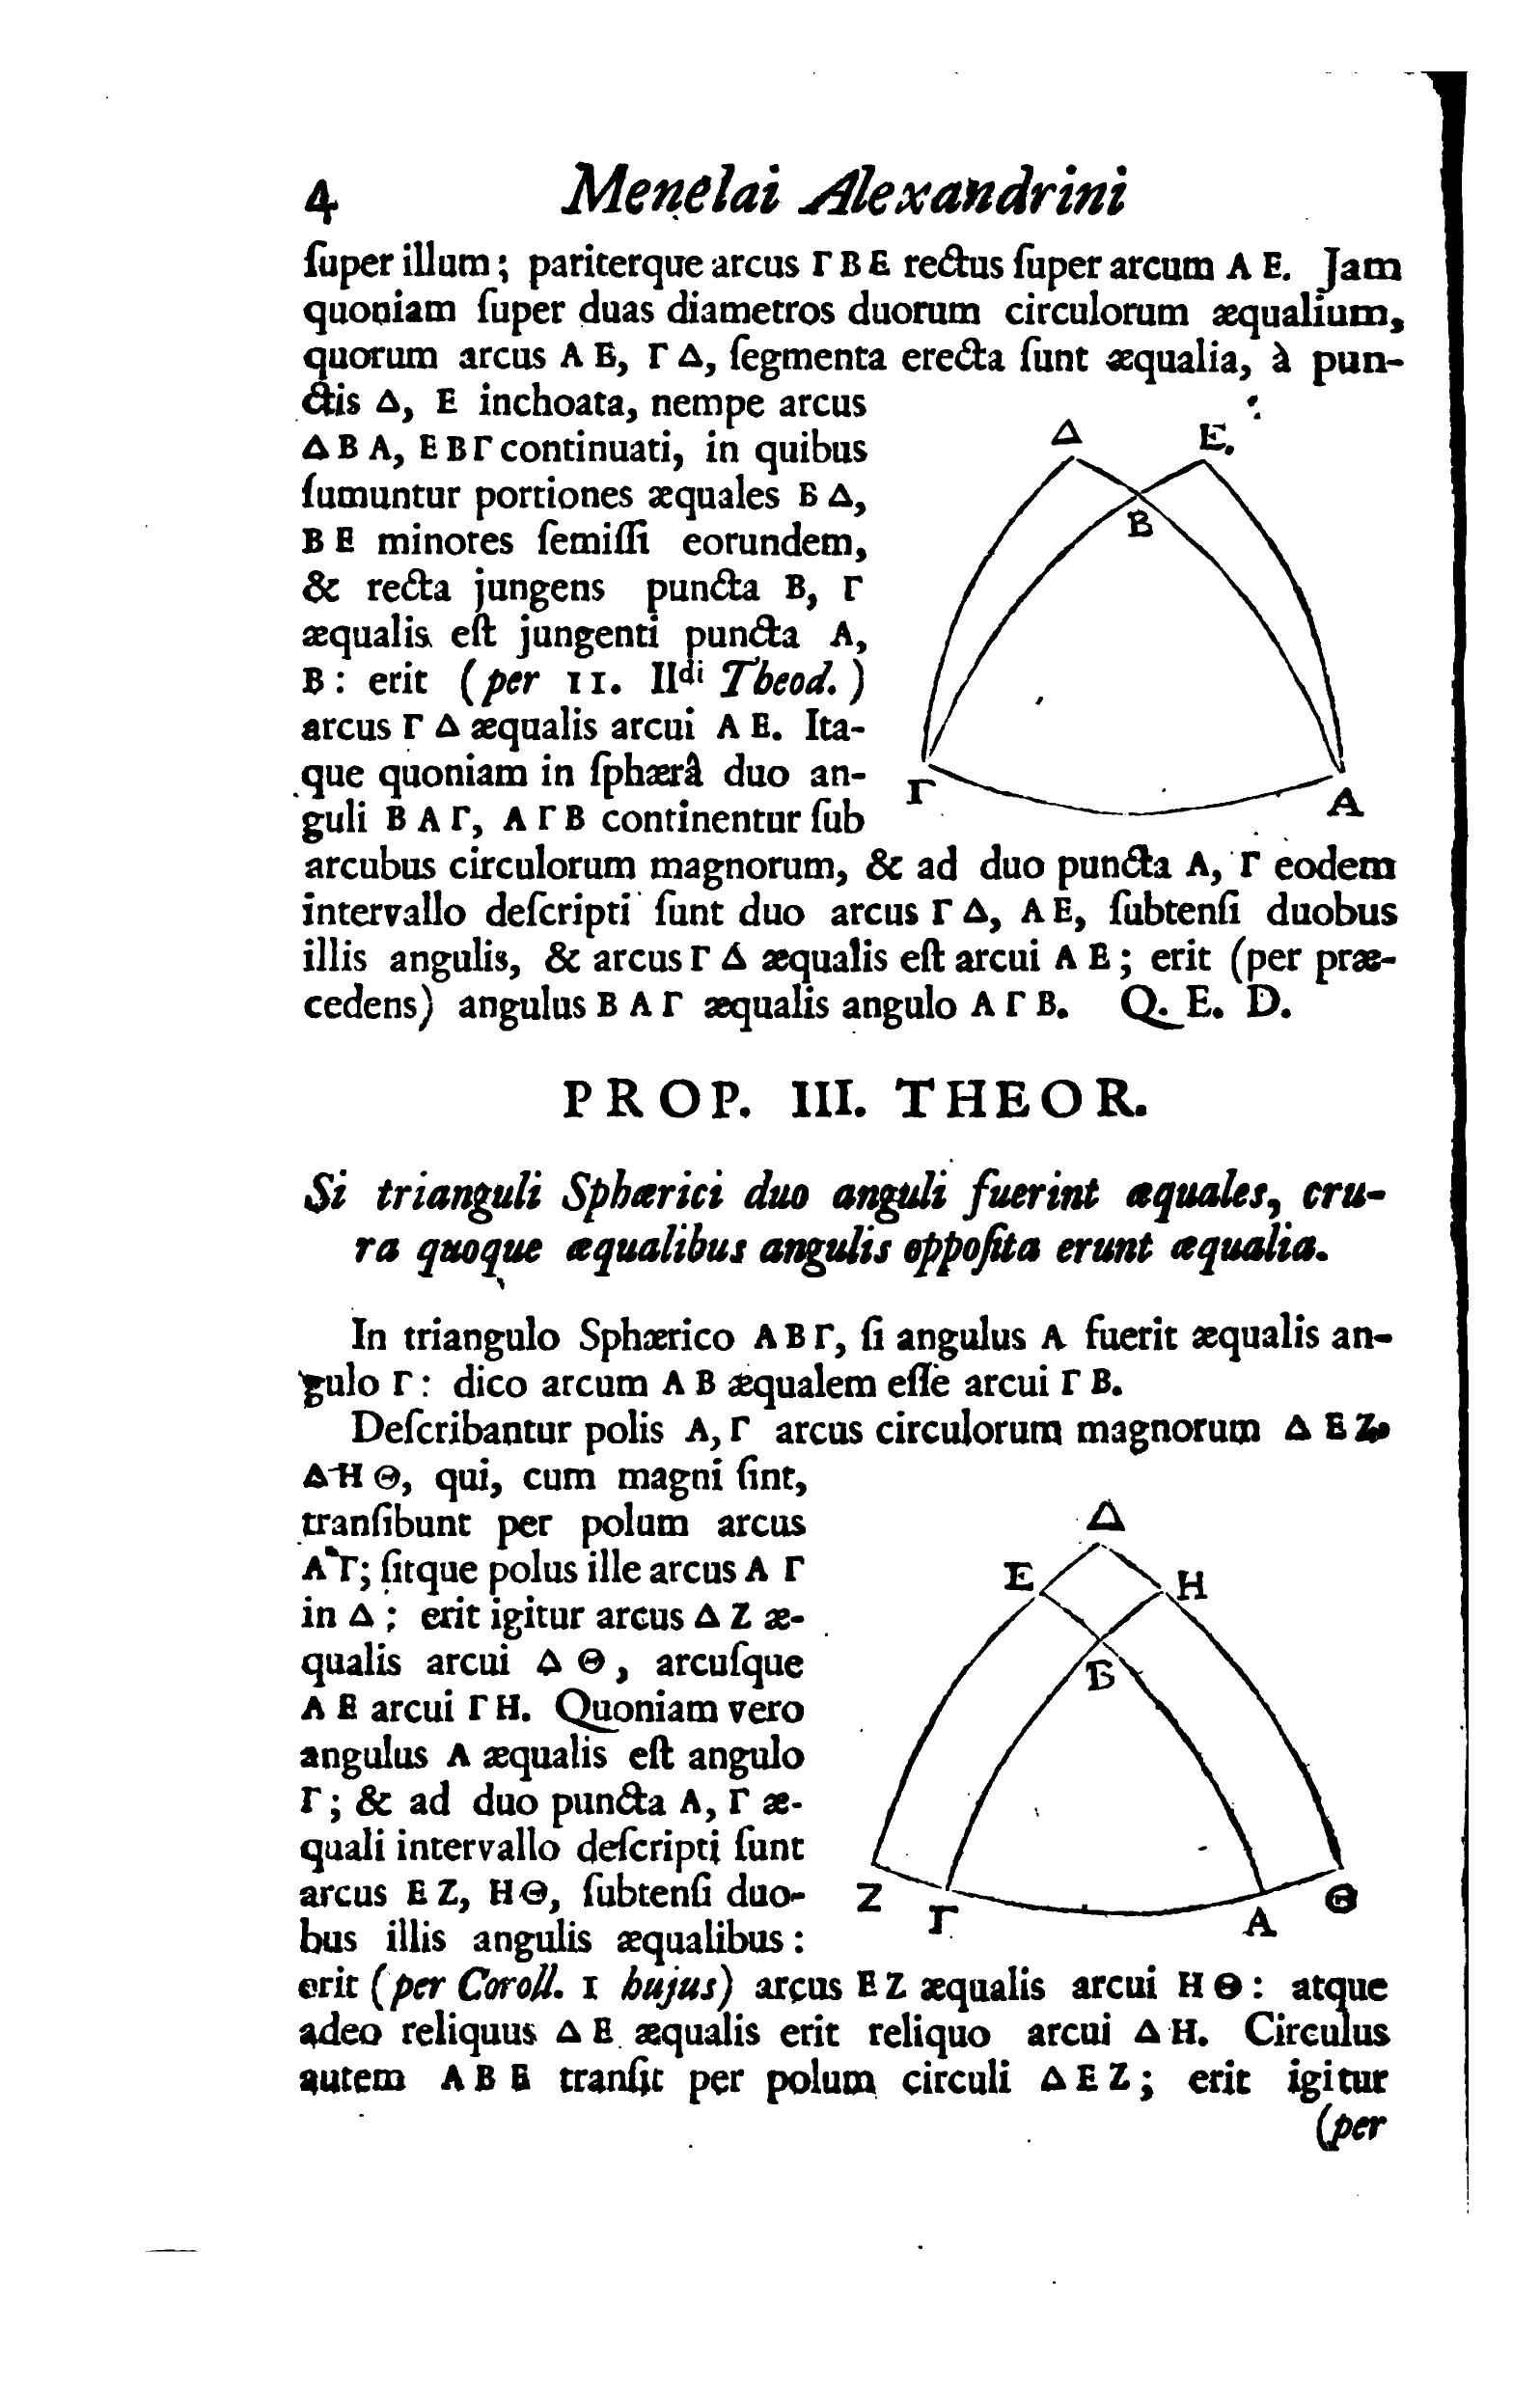 4 Menelai Alexandrini
ſuper illum; pariterque arcus Γ Β Ε rectus ſuper arcum Α Ε. Jam
quoniam ſuper duas diametros duorum circulorum æqualium,
quorum arcus Α Ε, Γ Δ, ſegmenta erecta ſunt æqualia, à pun-
ctis Δ, Ε inchoata, nempe arcus
Δ Β Α, Ε Β Γ continuati, in quibus
ſumuntur portiones æquales Β Δ,
Β Ε minores ſemiſſi eorundem,
& recta jungens puncta Β, Γ
æqualis eſt jungenti puncta Α,
Β: erit (per 11. IIdi Theod.)
arcus Γ Δ æqualis arcui Α Ε. Ita-
que quoniam in ſphærâ duo an-
guli Β Α Γ, Α Γ Β continentur ſub
Δ
Ε.
Β
Γ
Α
arcubus circulorum magnorum, & ad duo puncta Α, Γ eodem
intervallo deſcripti ſunt duo arcus Γ Δ, Α Ε, ſubtenſi duobus
illis angulis, & arcus Γ Δ æqualis eſt arcui Α Ε; erit (per præ-
cedens) angulus Β Α Γ æqualis angulo Α Γ Β. Q. E. D.
PROP. III. THEOR.
Si trianguli Sphærici duo anguli fuerint æquales, cru-
ra quoque æqualibus angulis oppoſita erunt æqualia.
In triangulo Sphærico Α Β Γ, ſi angulus Α fuerit æqualis an-
gulo Γ: dico arcum Α Β æqualem eſſe arcui Γ Β.
Deſcribantur polis Α, Γ arcus circulorum magnorum Δ Ε Ζ,
Δ Η Θ, qui, cum magni ſint,
tranſibunt per polum arcus
Α Γ; ſitque polus ille arcus Α Γ
in Δ: erit igitur arcus Δ Ζ æ-
qualis arcui Δ Θ, arcuſque
Α Ε arcui Γ Η. Quoniam vero
angulus Α æqualis eſt angulo
Γ; & ad duo puncta Α, Γ æ-
quali intervallo deſcripti ſunt
arcus Ε Ζ, Η Θ, ſubtenſi duo-
bus illis angulis æqualibus:
Δ
Ε
Η
Β
Ζ
Γ
Α
Θ
erit (per Coroll. 1 hujus) arcus Ε Ζ æqualis arcui Η Θ: atque
adeo reliquus Δ Ε æqualis erit reliquo arcui Δ Η. Circulus
autem Α Β Ε tranſit per polum circuli Δ Ε Ζ; erit igitur
(per